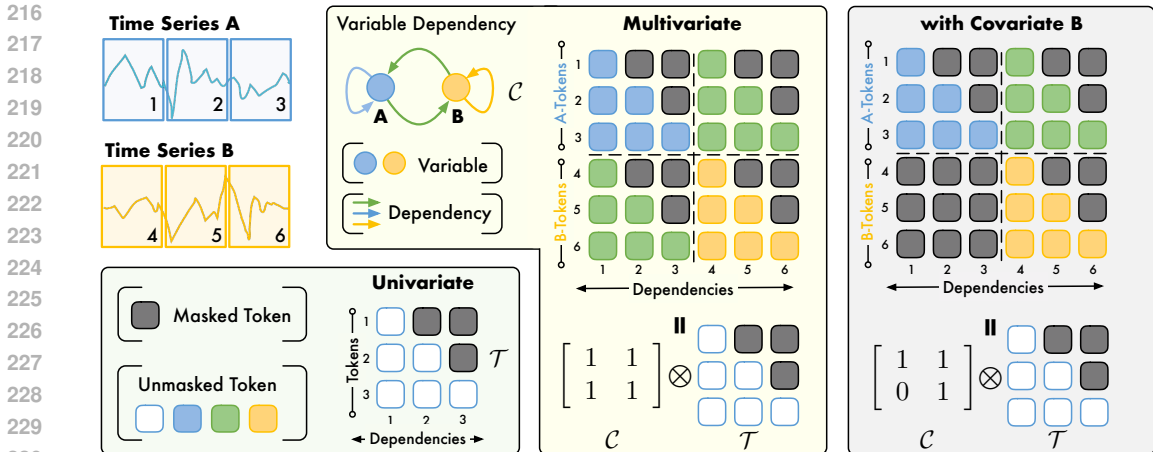 216
217
218
219
220
221
222
223
224
225
226
227
228
229
Time Series A
1 2 3
Time Series B
4 5 6
Variable Dependency
A B
C
Variable
Dependency
Masked Token
Unmasked Token
Univariate
Tokens
1
2
3
T
1 2 3
Dependencies
Multivariate
A-Tokens
1
2
3
B-Tokens
4
5
6
1 2 3 4 5 6
Dependencies
=
[ 1 1
1 1 ] ⊗
C T
with Covariate B
A-Tokens
1
2
3
B-Tokens
4
5
6
1 2 3 4 5 6
Dependencies
=
[ 1 1
0 1 ] ⊗
C T